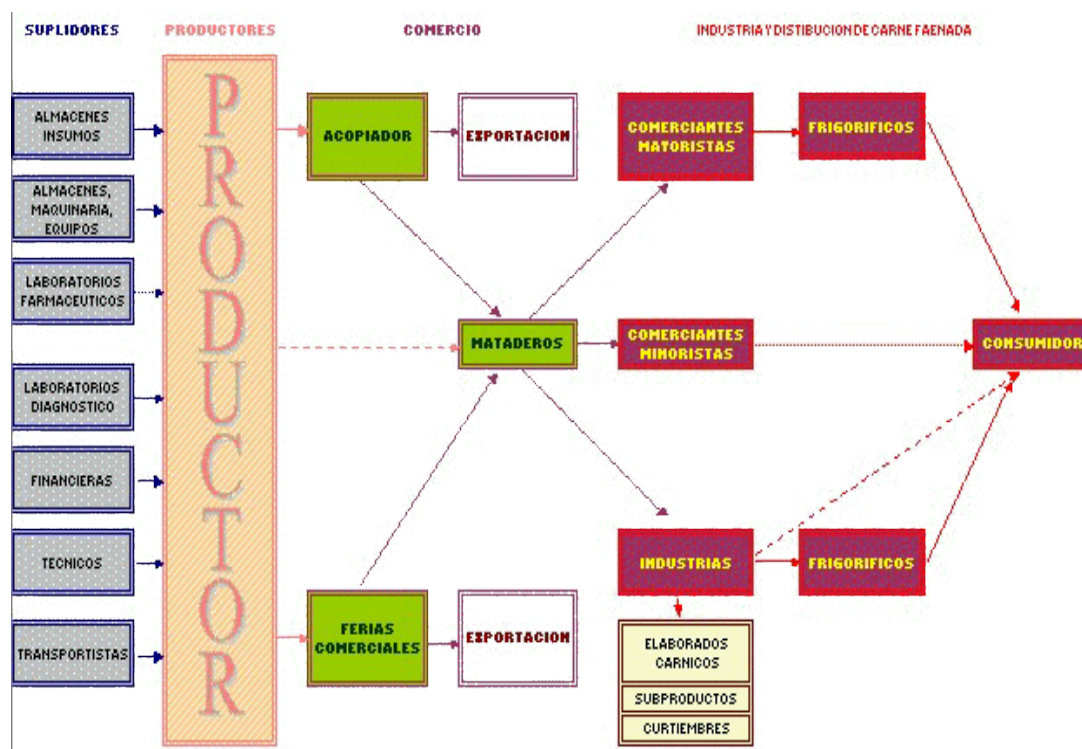 SUPLIDORES
PRODUCTORES
COMERCIO
INDUSTRIA Y DISTIBUCION DE CARNE FAENADA
ALMACENES
INSUMOS
ALMACENES,
MAQUINARIA,
EQUIPOS
LABORATORIOS
FARMACEUTICOS
LABORATORIOS
DIAGNOSTICO
FINANCIERAS
TECNICOS
TRANSPORTISTAS
PRODUCTOR
ACOPIADOR
EXPORTACION
MATADEROS
FERIAS
COMERCIALES
EXPORTACION
COMERCIANTES
MAYORISTAS
FRIGORIFICOS
COMERCIANTES
MINORISTAS
CONSUMIDOR
INDUSTRIAS
FRIGORIFICOS
ELABORADOS
CARNICOS
SUBPRODUCTOS
CURTIEMBRES